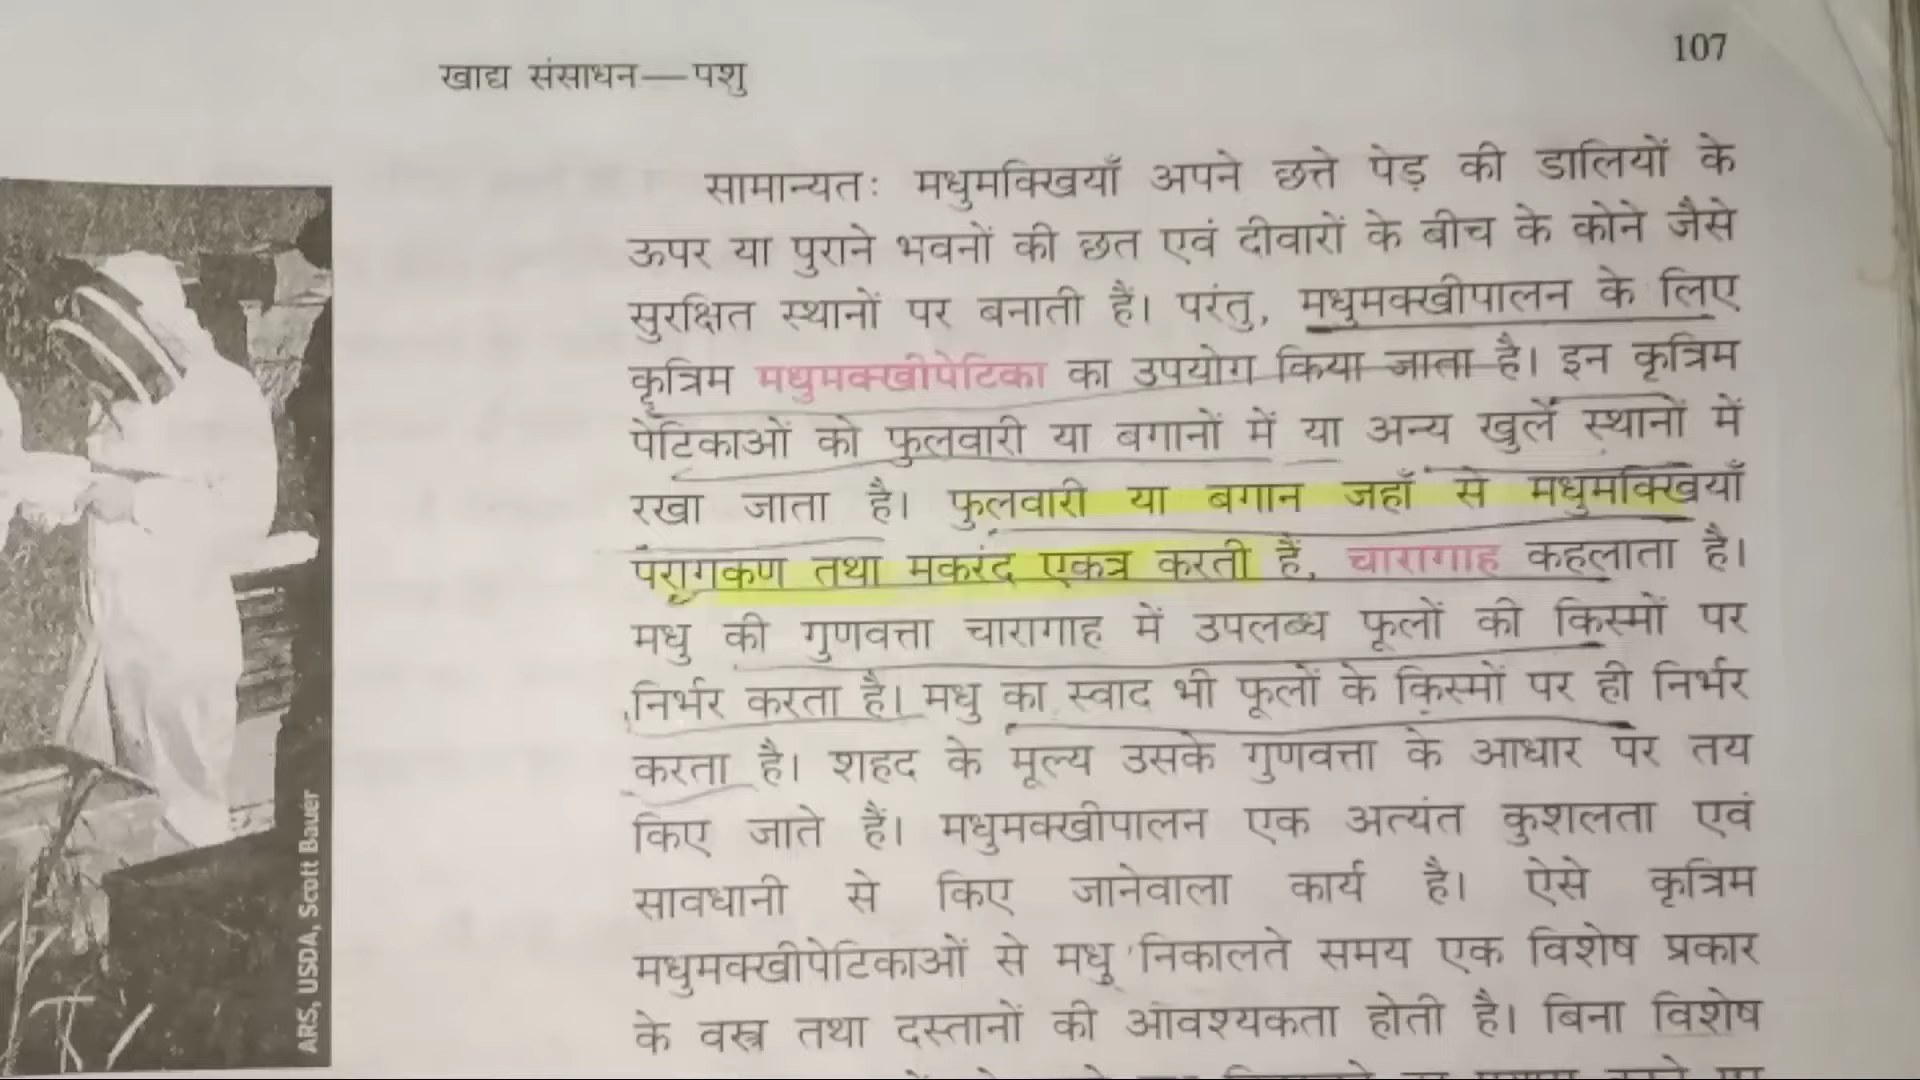 107
खाद्य संसाधन—पशु
सामान्यतः मधुमक्खियाँ अपने छत्ते पेड़ की डालियों के
ऊपर या पुराने भवनों की छत एवं दीवारों के बीच के कोने जैसे
सुरक्षित स्थानों पर बनाती हैं। परंतु, मधुमक्खीपालन के लिए
कृत्रिम मधुमक्खीपेटिका का उपयोग किया जाता है। इन कृत्रिम
पेटिकाओं को फुलवारी या बगानों में या अन्य खुले स्थानों में
रखा जाता है। फुलवारी या बगान जहाँ से मधुमक्खियाँ
परागकण तथा मकरंद एकत्र करती हैं, चारागाह कहलाता है।
मधु की गुणवत्ता चारागाह में उपलब्ध फूलों की किस्मों पर
निर्भर करता है। मधु का स्वाद भी फूलों के किस्मों पर ही निर्भर
करता है। शहद के मूल्य उसके गुणवत्ता के आधार पर तय
किए जाते हैं। मधुमक्खीपालन एक अत्यंत कुशलता एवं
सावधानी से किए जानेवाला कार्य है। ऐसे कृत्रिम
मधुमक्खीपेटिकाओं से मधु निकालते समय एक विशेष प्रकार
के वस्त्र तथा दस्तानों की आवश्यकता होती है। बिना विशेष
ARS, USDA, Scott Bauer